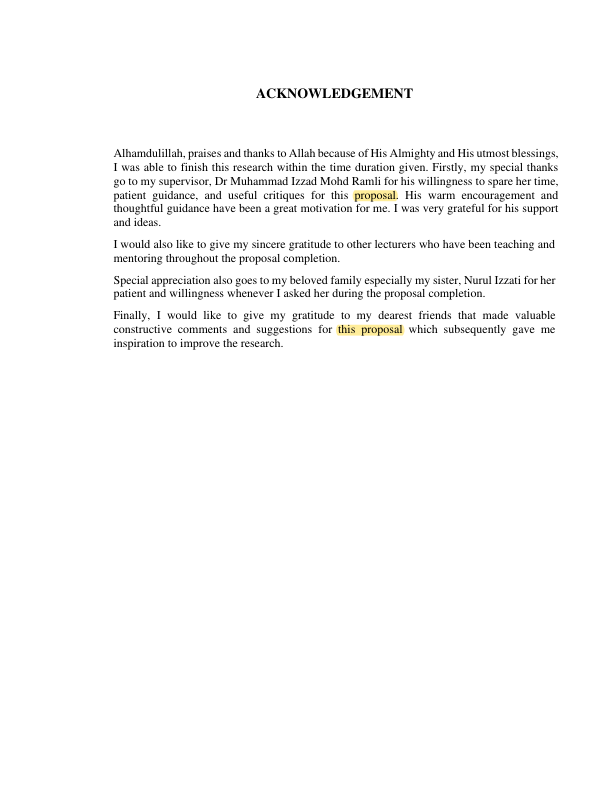 ACKNOWLEDGEMENT
Alhamdulillah, praises and thanks to Allah because of His Almighty and His utmost blessings,
I was able to finish this research within the time duration given. Firstly, my special thanks
go to my supervisor, Dr Muhammad Izzad Mohd Ramli for his willingness to spare her time,
patient guidance, and useful critiques for this proposal. His warm encouragement and
thoughtful guidance have been a great motivation for me. I was very grateful for his support
and ideas.
I would also like to give my sincere gratitude to other lecturers who have been teaching and
mentoring throughout the proposal completion.
Special appreciation also goes to my beloved family especially my sister, Nurul Izzati for her
patient and willingness whenever I asked her during the proposal completion.
Finally, I would like to give my gratitude to my dearest friends that made valuable
constructive comments and suggestions for this proposal which subsequently gave me
inspiration to improve the research.